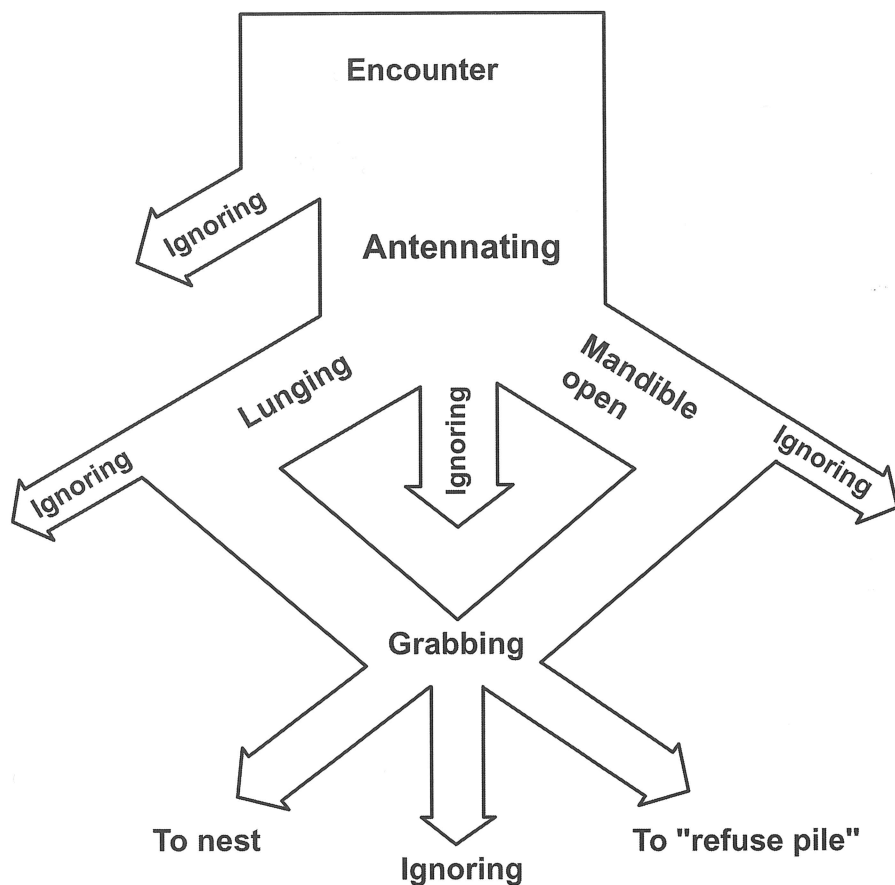 Encounter
Ignoring
Antennating
Lunging
Mandible
open
Ignoring
Ignoring
Ignoring
Grabbing
To nest
Ignoring
To "refuse pile"